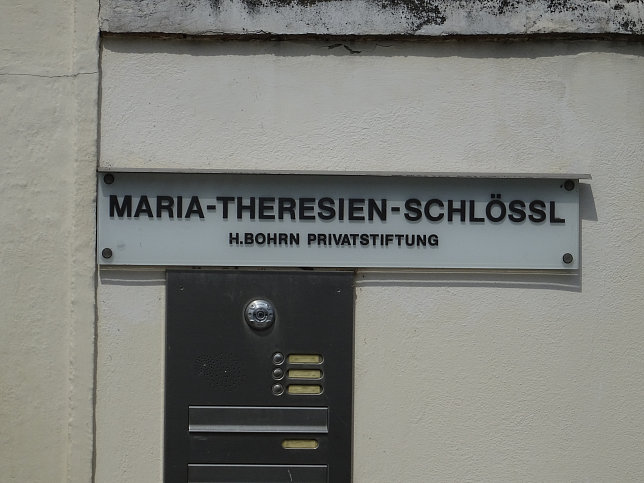 MARIA-THERESIEN-SCHLÖSSL
H.BOHRN PRIVATSTIFTUNG